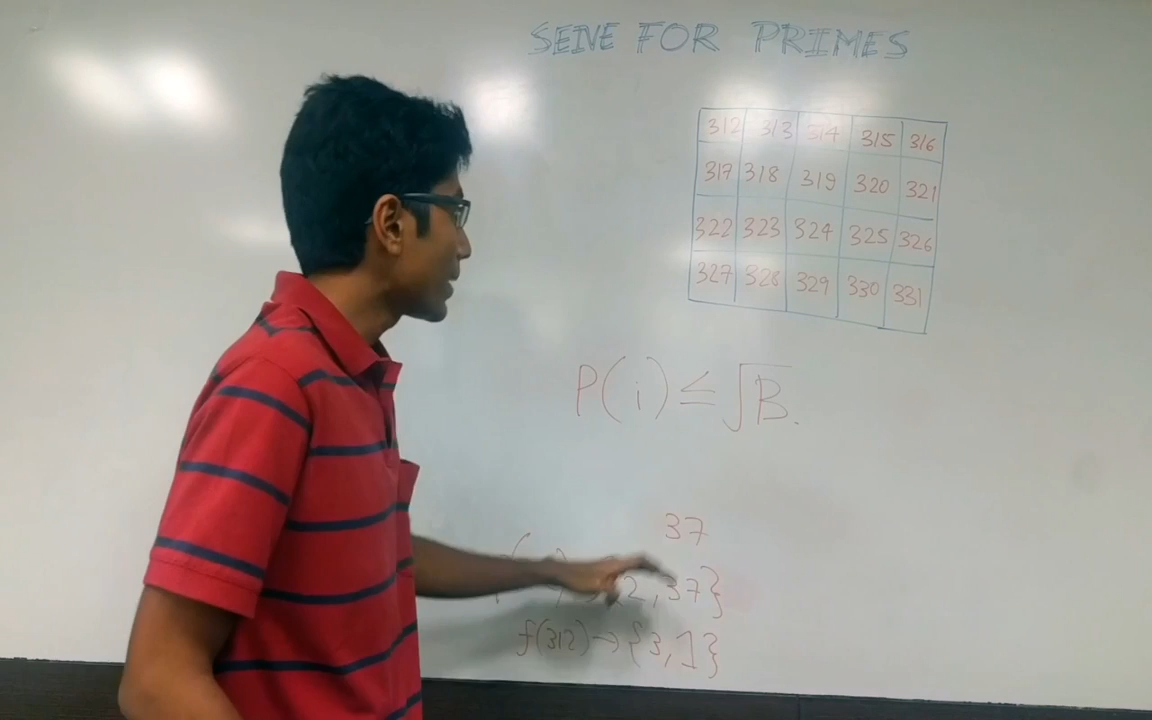 SEIVE FOR PRIMES
312 313 314 315 316
317 318 319 320 321
322 323 324 325 326
327 328 329 330 331
P(i) ≤ √B.
37
2,37}
f(312)→{3,1}